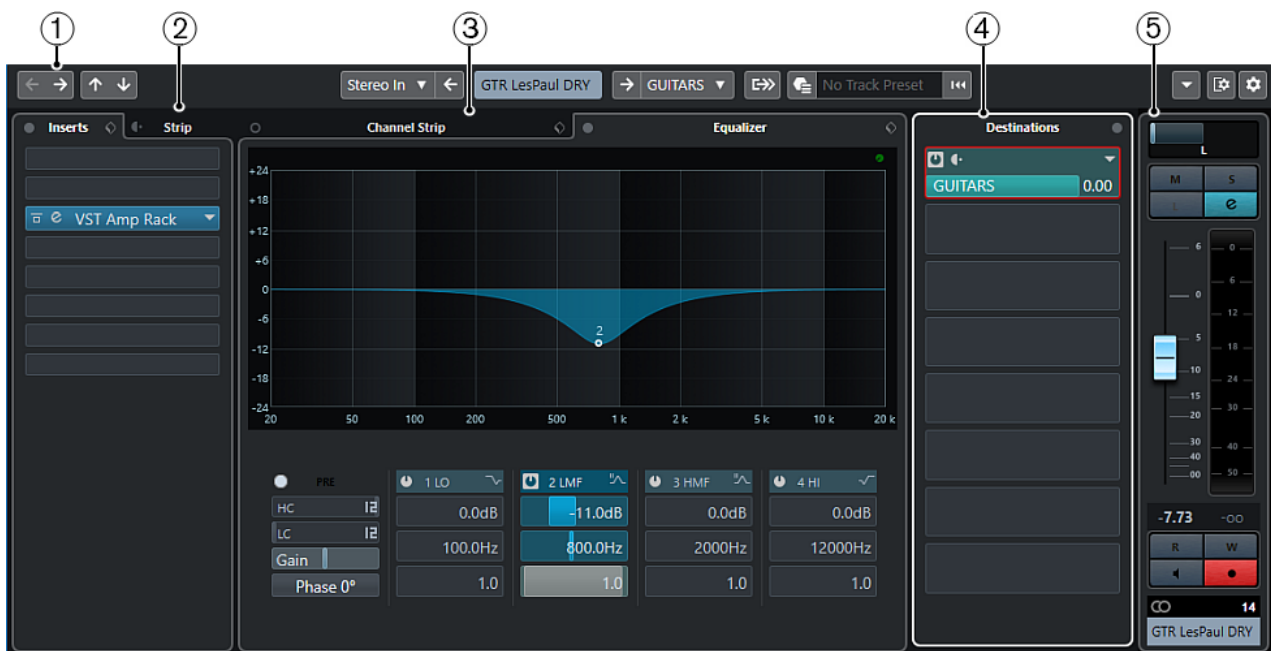 1 2 3 4 5
Stereo In GTR LesPaul DRY GUITARS No Track Preset
Inserts Strip Channel Strip Equalizer Destinations
L
GUITARS 0.00
M S
L e
VST Amp Rack
+24
+18
+12
+6
0
-6
-12
-18
-24
2
20 50 100 200 500 1 k 2 k 5 k 10 k 20 k
6
0
5
10
15
20
30
40
00
0
6
12
18
24
30
40
50
PRE 1 LO 2 LMF 3 HMF 4 HI
HC 12 0.0dB -11.0dB 0.0dB 0.0dB
LC 12 100.0Hz 800.0Hz 2000Hz 12000Hz
Gain
Phase 0° 1.0 1.0 1.0 1.0
-7.73 -oo
R W
14
GTR LesPaul DRY